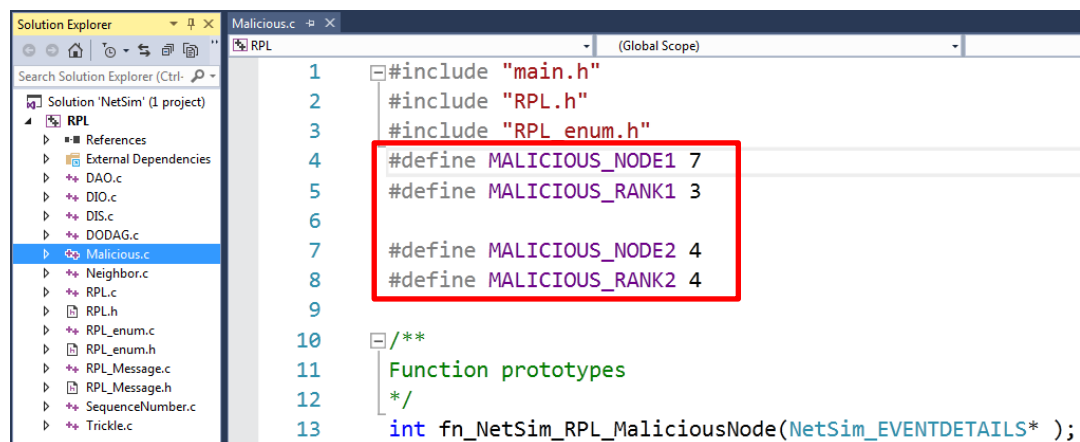 Solution Explorer
Search Solution Explorer (Ctrl-
Solution 'NetSim' (1 project)
RPL
References
External Dependencies
DAO.c
DIO.c
DIS.c
DODAG.c
Malicious.c
Neighbor.c
RPL.c
RPL.h
RPL_enum.c
RPL_enum.h
RPL_Message.c
RPL_Message.h
SequenceNumber.c
Trickle.c
Malicious.c
RPL (Global Scope)
1 #include "main.h"
2 #include "RPL.h"
3 #include "RPL_enum.h"
4 #define MALICIOUS_NODE1 7
5 #define MALICIOUS_RANK1 3
6
7 #define MALICIOUS_NODE2 4
8 #define MALICIOUS_RANK2 4
9
10 /**
11 Function prototypes
12 */
13 int fn_NetSim_RPL_MaliciousNode(NetSim_EVENTDETAILS* );